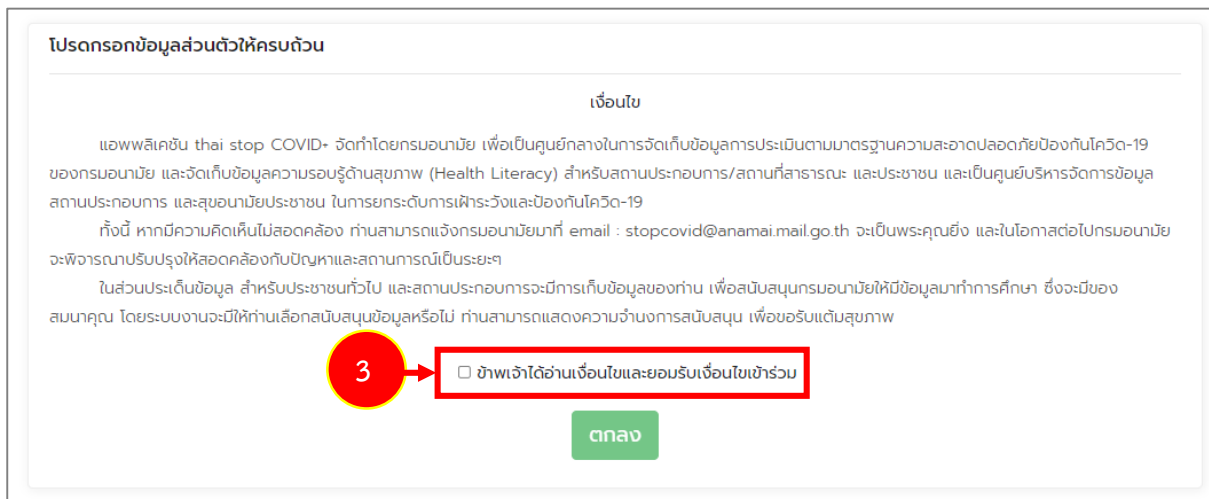 โปรดกรอกข้อมูลส่วนตัวให้ครบถ้วน
เงื่อนไข
แอพพลิเคชัน thai stop COVID+ จัดทำโดยกรมอนามัย เพื่อเป็นศูนย์กลางในการจัดเก็บข้อมูลการประเมินตามมาตรฐานความสะอาดปลอดภัยป้องกันโควิด-19
ของกรมอนามัย และจัดเก็บข้อมูลความรอบรู้ด้านสุขภาพ (Health Literacy) สำหรับสถานประกอบการ/สถานที่สาธารณะ และประชาชน และเป็นศูนย์บริหารจัดการข้อมูล
สถานประกอบการ และสุขอนามัยประชาชน ในการยกระดับการเฝ้าระวังและป้องกันโควิด-19
ทั้งนี้ หากมีความคิดเห็นไม่สอดคล้อง ท่านสามารถแจ้งกรมอนามัยมาที่ email : stopcovid@anamai.mail.go.th จะเป็นพระคุณยิ่ง และในโอกาสต่อไปกรมอนามัย
จะพิจารณาปรับปรุงให้สอดคล้องกับปัญหาและสถานการณ์เป็นระยะๆ
ในส่วนประเด็นข้อมูล สำหรับประชาชนทั่วไป และสถานประกอบการจะมีการเก็บข้อมูลของท่าน เพื่อสนับสนุนกรมอนามัยให้มีข้อมูลมาทำการศึกษา ซึ่งจะมีของ
สมนาคุณ โดยระบบงานจะมีให้ท่านเลือกสนับสนุนข้อมูลหรือไม่ ท่านสามารถแสดงความจำนงการสนับสนุน เพื่อขอรับแต้มสุขภาพ
3
ข้าพเจ้าได้อ่านเงื่อนไขและยอมรับเงื่อนไขเข้าร่วม
ตกลง